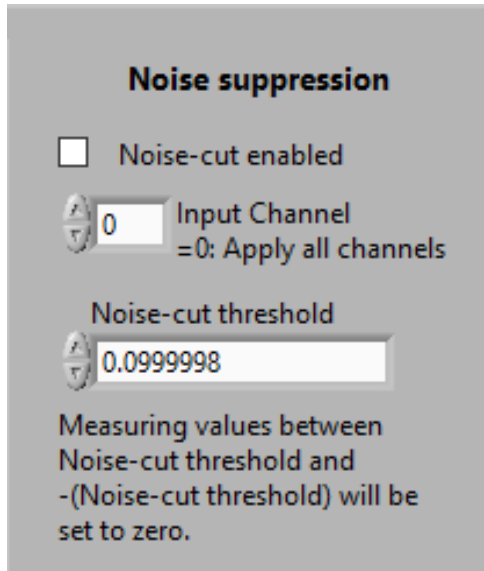 Noise suppression
Noise-cut enabled
0 Input Channel
=0: Apply all channels
Noise-cut threshold
0.0999998
Measuring values between
Noise-cut threshold and
-(Noise-cut threshold) will be
set to zero.